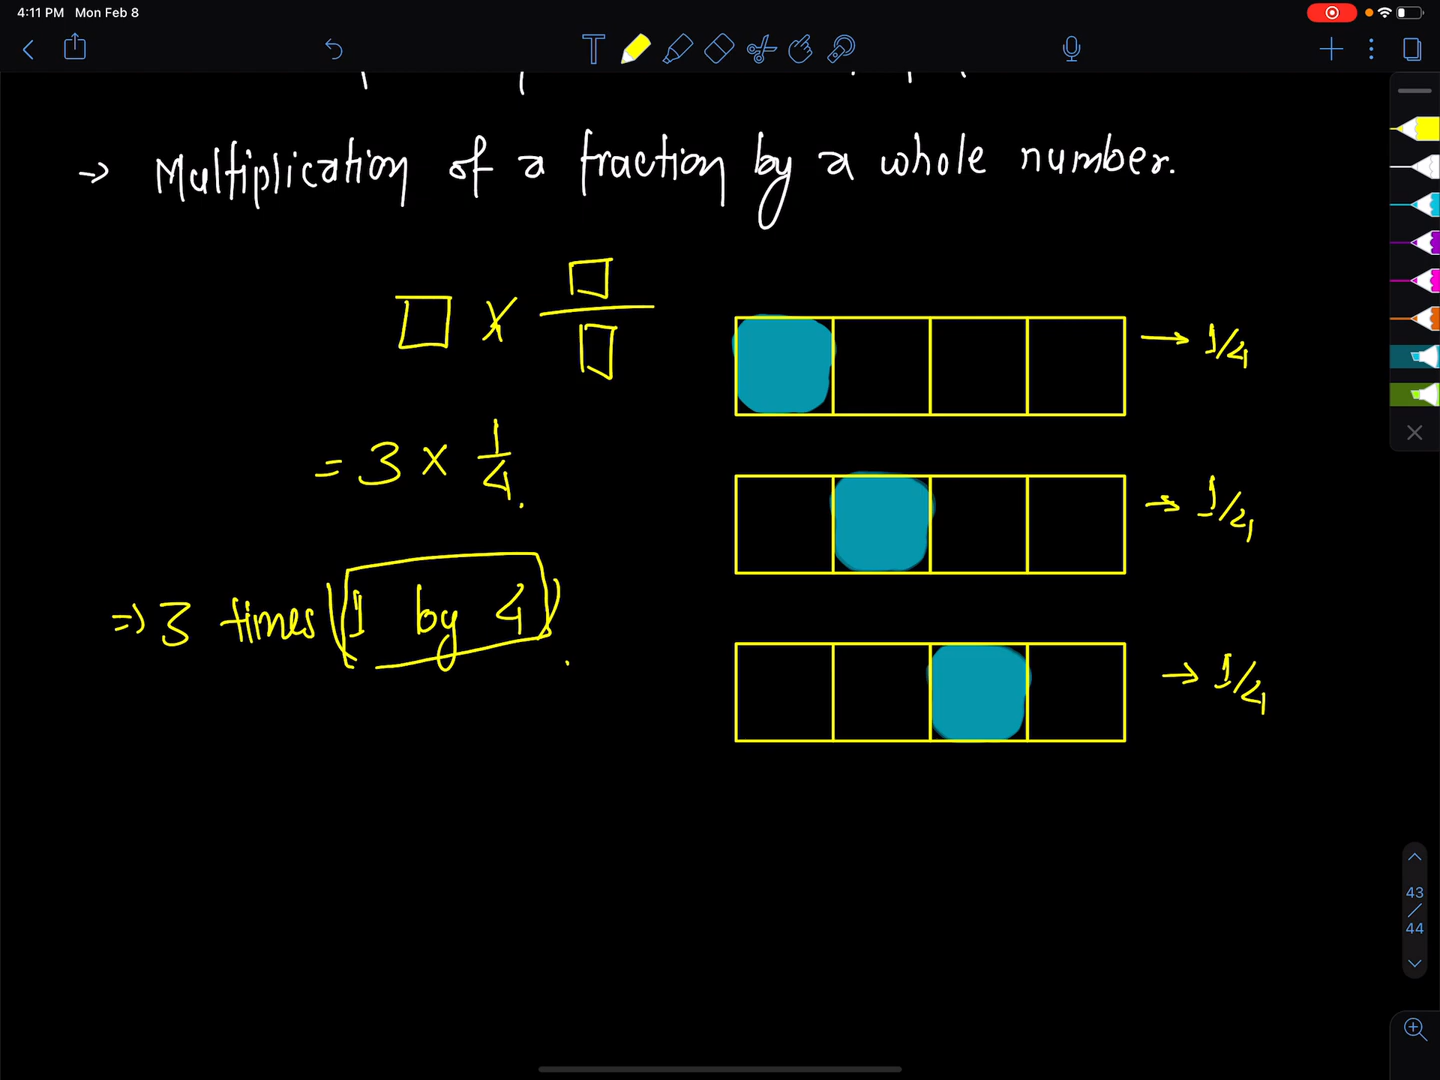 4:11 PM Mon Feb 8
→ Multiplication of a fraction by a whole number.
□ × □/□
= 3 × 1/4.
⇒ 3 times (1 by 4).
→ 1/4
→ 1/4
→ 1/4
43
/
44